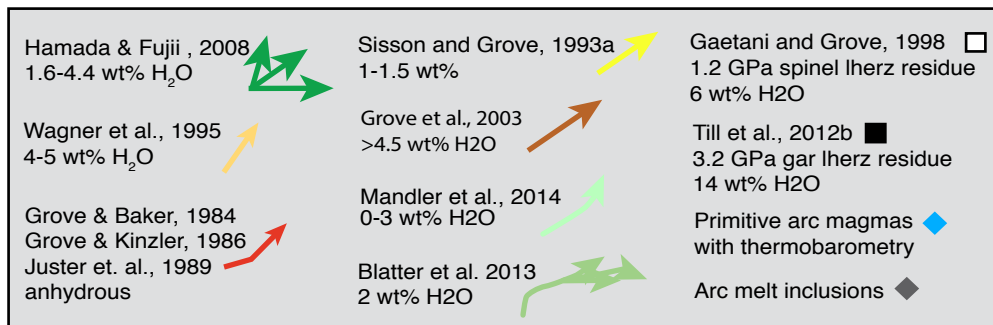 Hamada & Fujii , 2008
1.6-4.4 wt% H₂O
Wagner et al., 1995
4-5 wt% H₂O
Grove & Baker, 1984
Grove & Kinzler, 1986
Juster et. al., 1989
anhydrous
Sisson and Grove, 1993a
1-1.5 wt%
Grove et al., 2003
>4.5 wt% H2O
Mandler et al., 2014
0-3 wt% H2O
Blatter et al. 2013
2 wt% H2O
Gaetani and Grove, 1998
1.2 GPa spinel lherz residue
6 wt% H2O
Till et al., 2012b
3.2 GPa gar lherz residue
14 wt% H2O
Primitive arc magmas
with thermobarometry
Arc melt inclusions